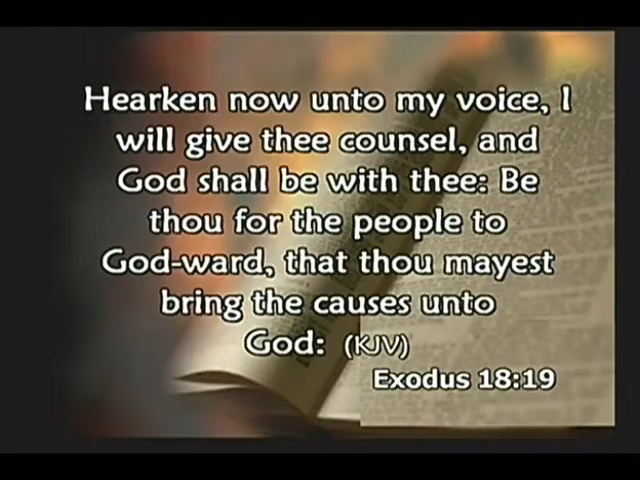 Hearken now unto my voice, I
will give thee counsel, and
God shall be with thee: Be
thou for the people to
God-ward, that thou mayest
bring the causes unto
God: (KJV)
Exodus 18:19